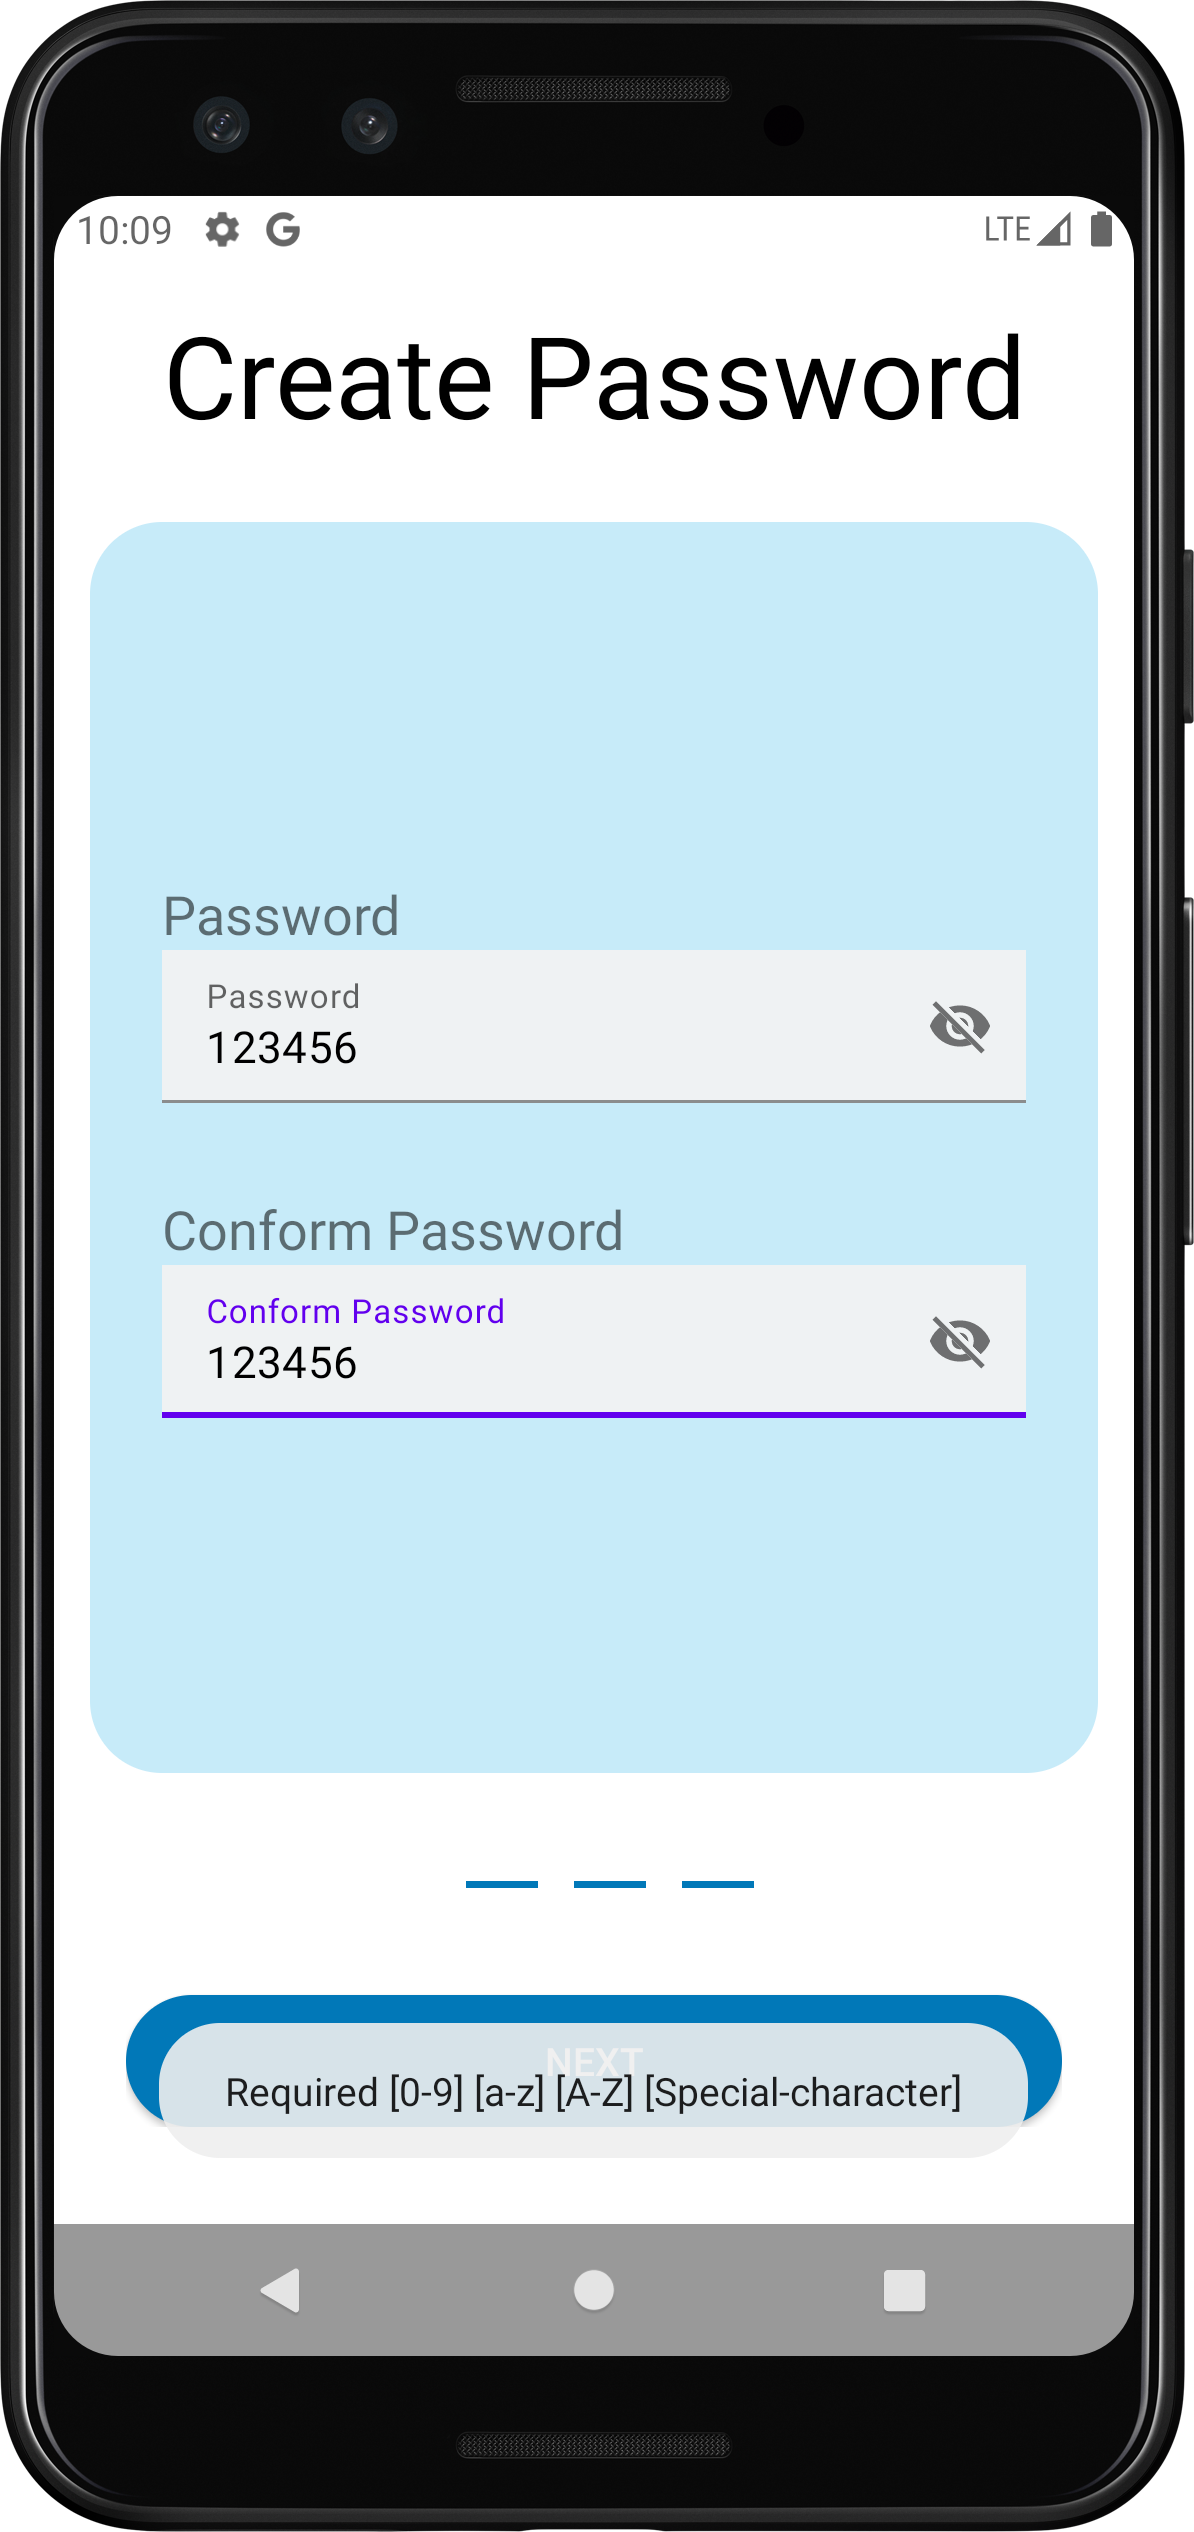 10:09 G LTE
Create Password
Password
Password
123456
Conform Password
Conform Password
123456
NEXT
Required [0-9] [a-z] [A-Z] [Special-character]